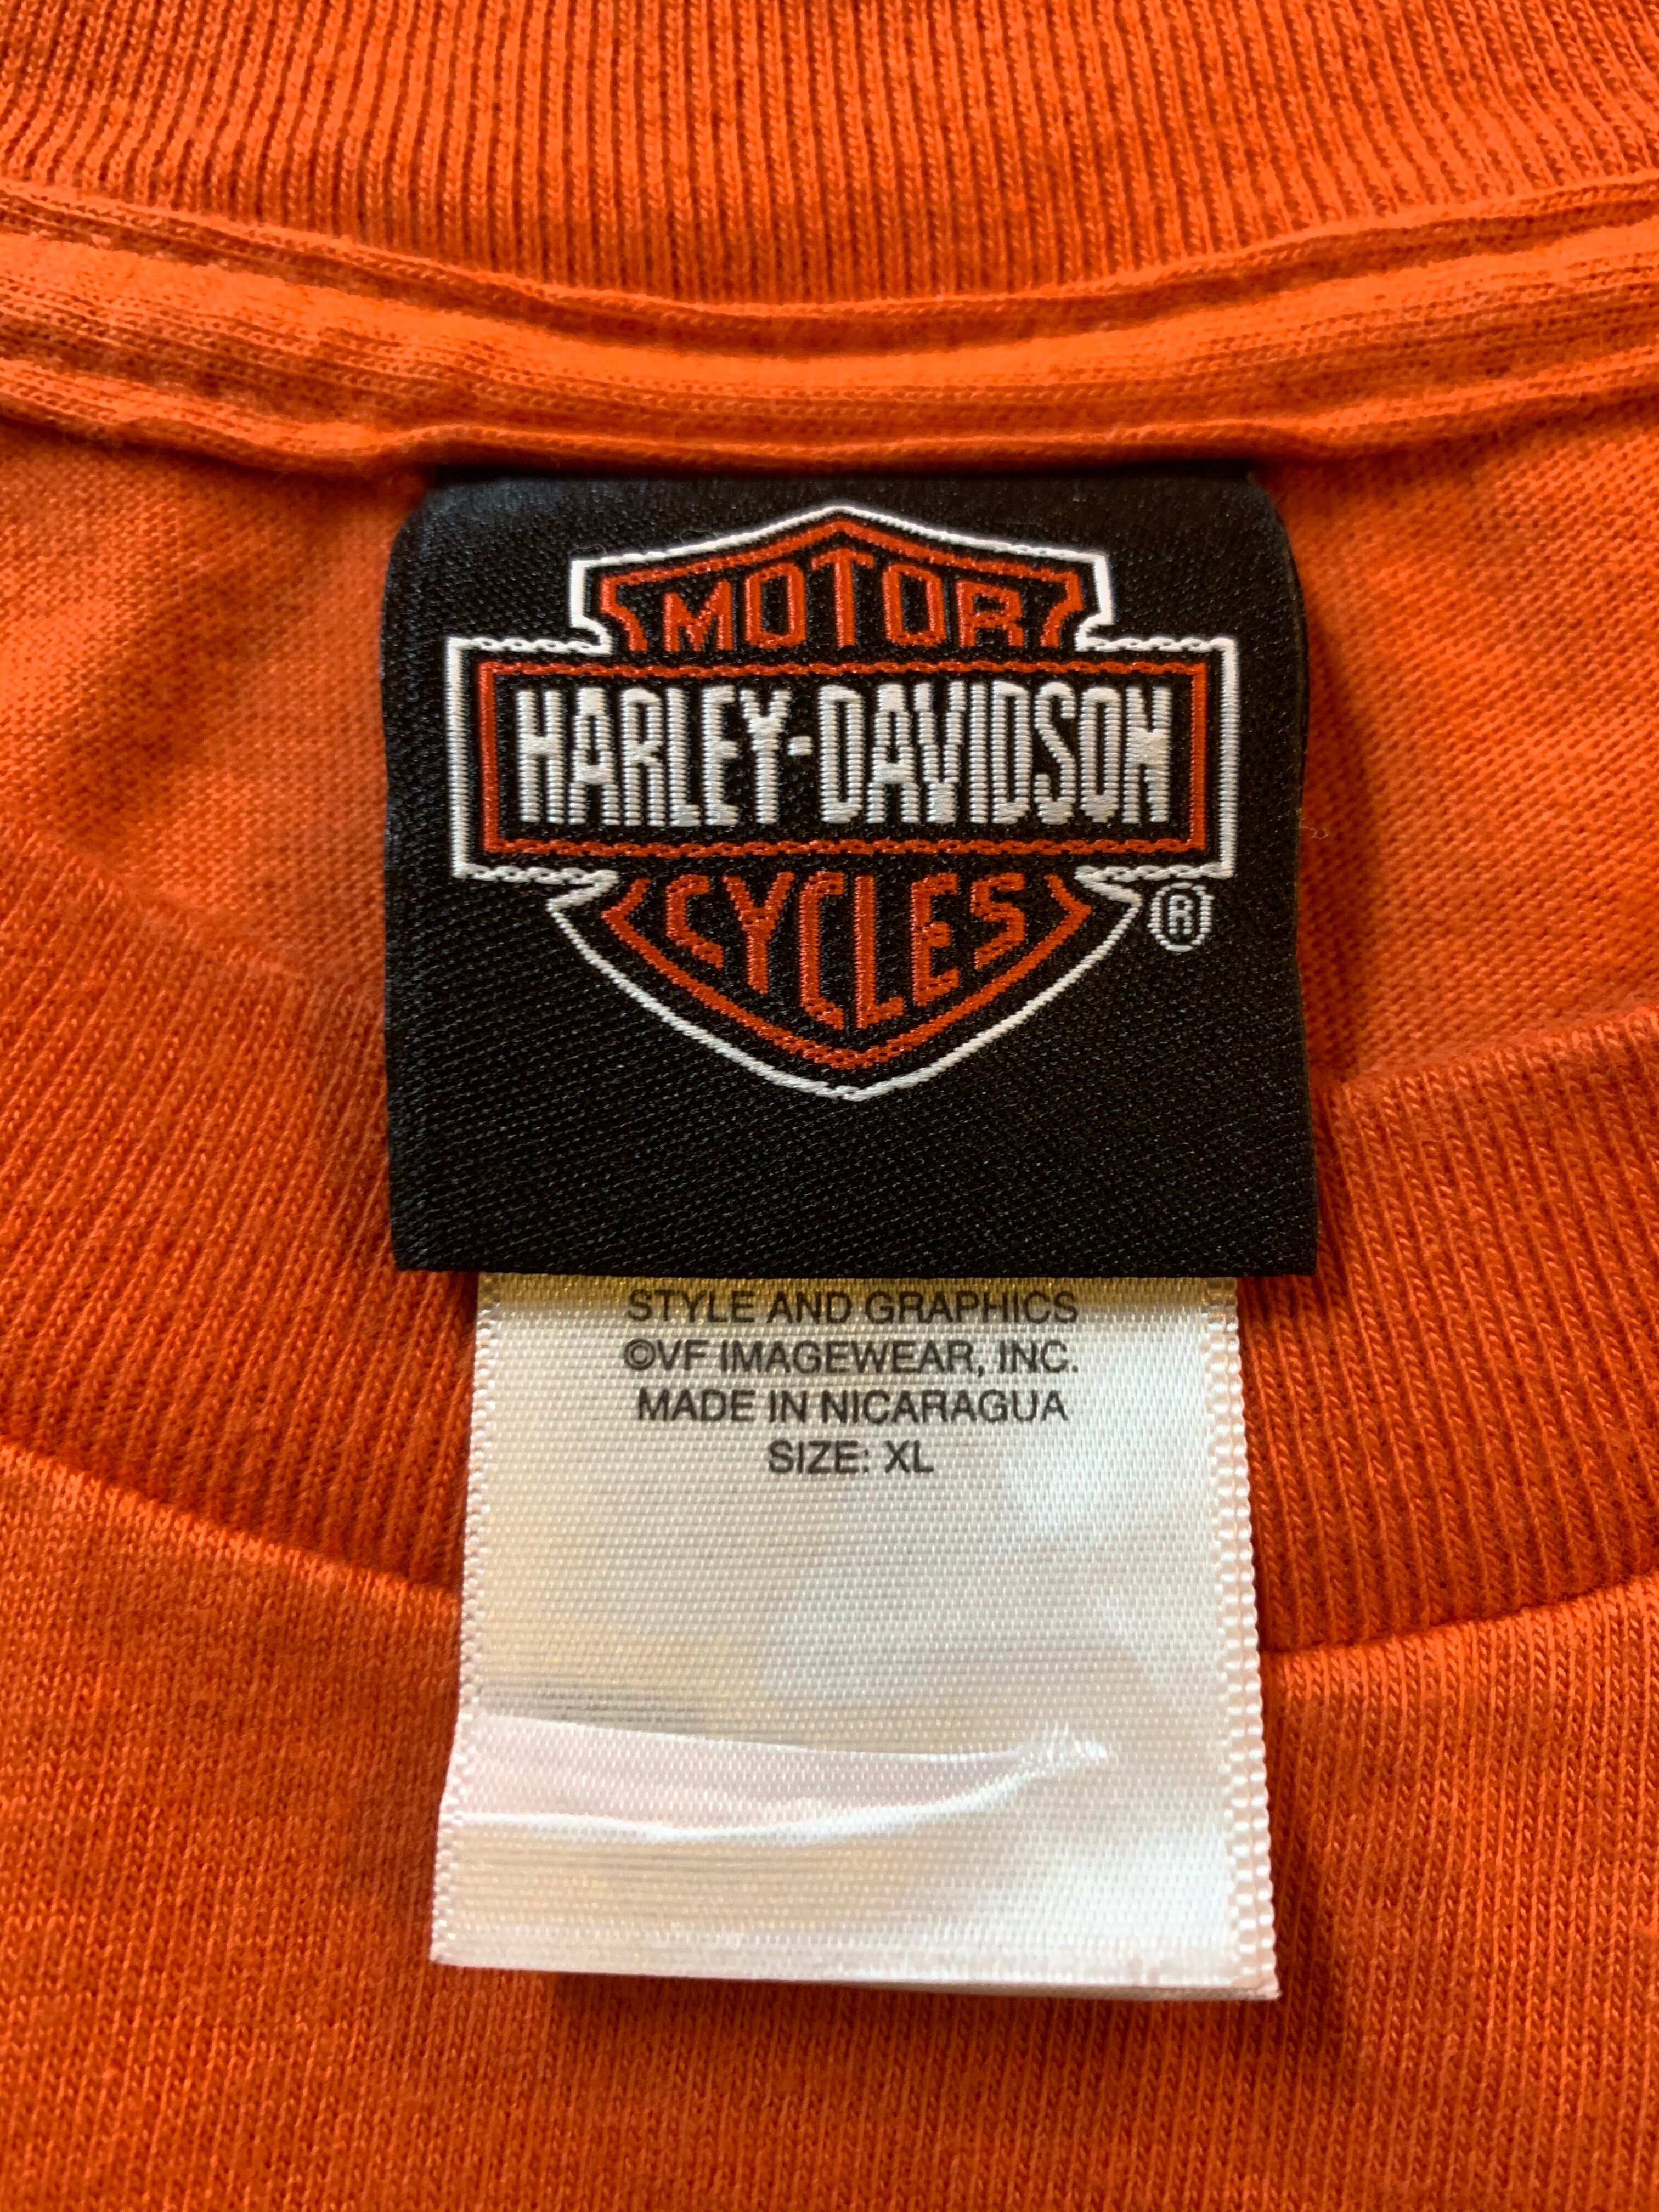 MOTOR
HARLEY-DAVIDSON
CYCLES
®
STYLE AND GRAPHICS
©VF IMAGEWEAR, INC.
MADE IN NICARAGUA
SIZE: XL